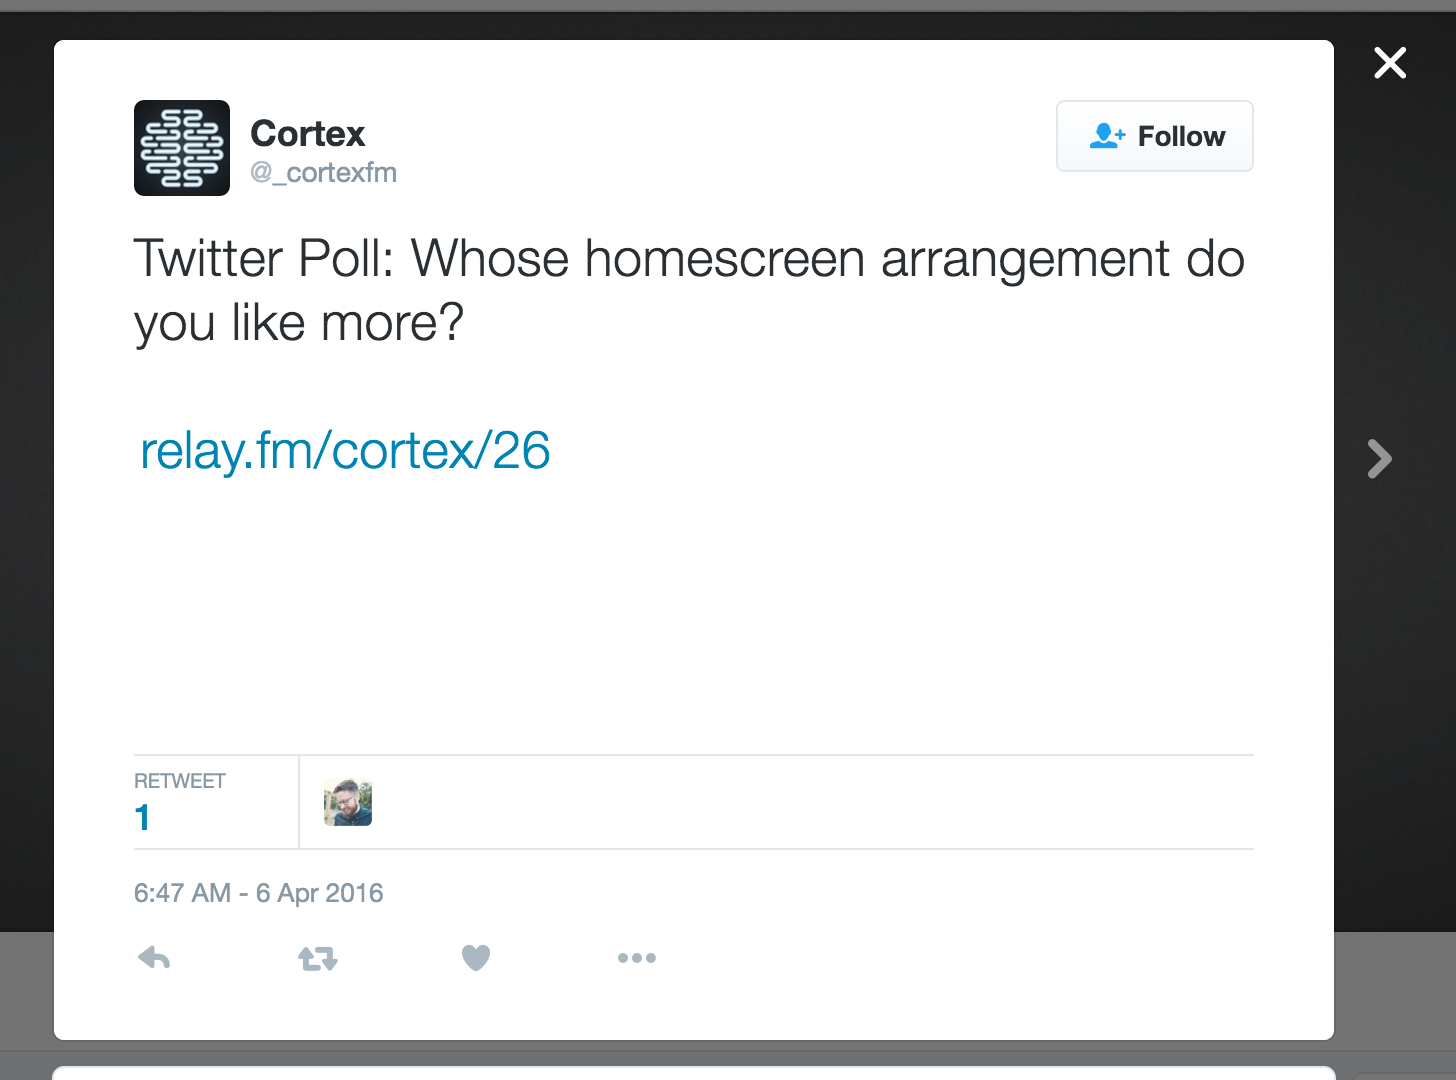 Cortex
@_cortexfm
Follow
Twitter Poll: Whose homescreen arrangement do
you like more?
relay.fm/cortex/26
RETWEET
1
6:47 AM - 6 Apr 2016